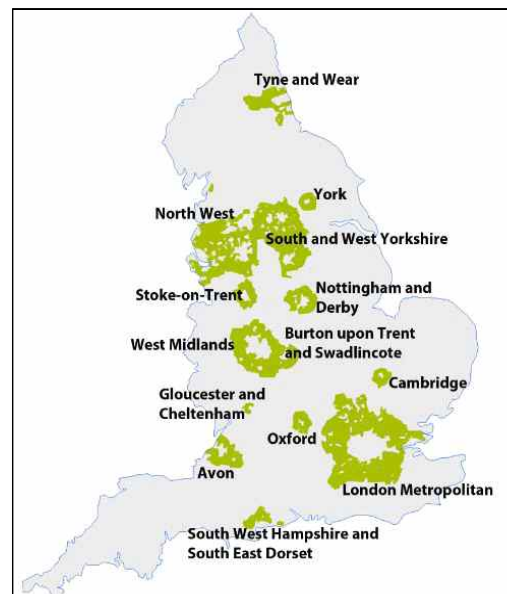 Tyne and Wear
York
North West
South and West Yorkshire
Stoke-on-Trent
Nottingham and
Derby
West Midlands
Burton upon Trent
and Swadlincote
Cambridge
Gloucester and
Cheltenham
Oxford
Avon
London Metropolitan
South West Hampshire and
South East Dorset